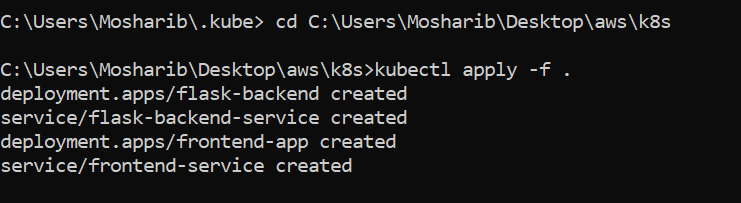 C:\Users\Mosharib\.kube> cd C:\Users\Mosharib\Desktop\aws\k8s
C:\Users\Mosharib\Desktop\aws\k8s>kubectl apply -f .
deployment.apps/flask-backend created
service/flask-backend-service created
deployment.apps/frontend-app created
service/frontend-service created